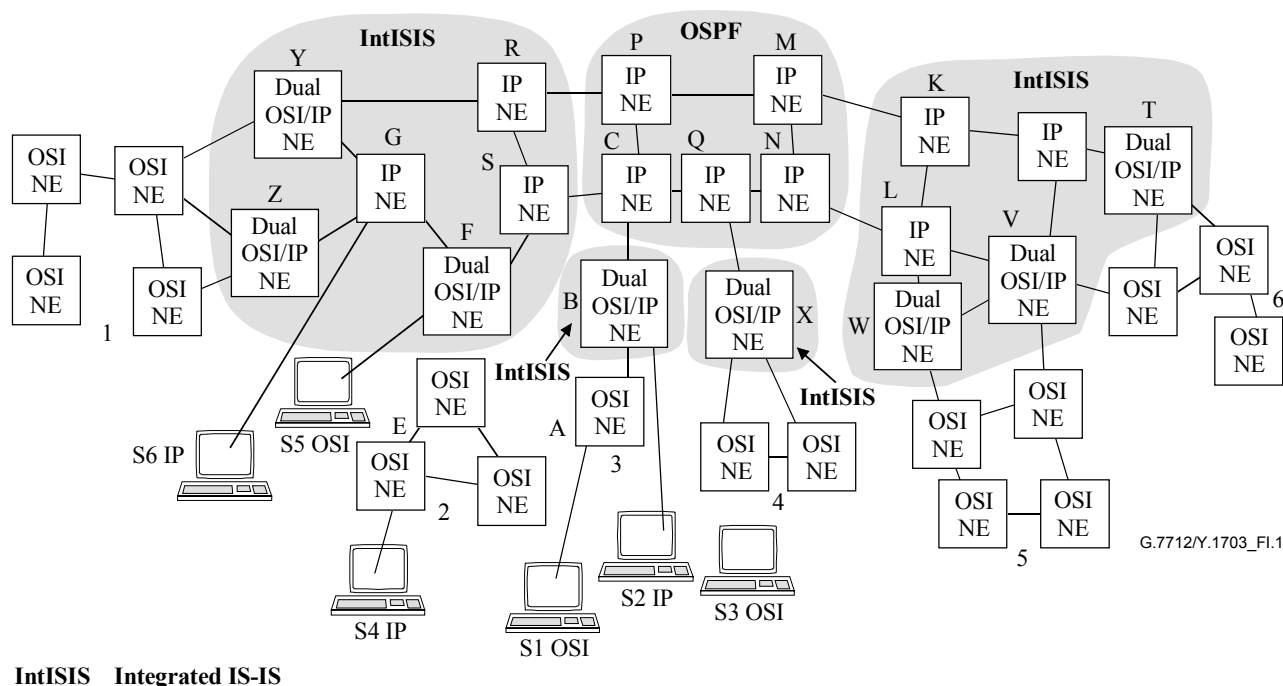 IntISIS
OSPF
IntISIS
Y
R
P
M
K
T
Dual
OSI/IP
NE
IP
NE
IP
NE
IP
NE
IP
NE
IP
NE
Dual
OSI/IP
NE
OSI
NE
OSI
NE
G
IP
NE
S
IP
NE
C
IP
NE
Q
IP
NE
N
IP
NE
L
IP
NE
V
Dual
OSI/IP
NE
Z
Dual
OSI/IP
NE
F
Dual
OSI/IP
NE
OSI
NE
OSI
NE
1
B
Dual
OSI/IP
NE
IntISIS
Dual
OSI/IP
NE
X
IntISIS
W
Dual
OSI/IP
NE
OSI
NE
OSI
NE
6
OSI
NE
S6 IP
S5 OSI
OSI
NE
E
OSI
NE
OSI
NE
2
A
OSI
NE
3
OSI
NE
OSI
NE
4
OSI
NE
OSI
NE
OSI
NE
OSI
NE
5
S4 IP
S1 OSI
S2 IP
S3 OSI
G.7712/Y.1703_FI.1
IntISIS Integrated IS-IS